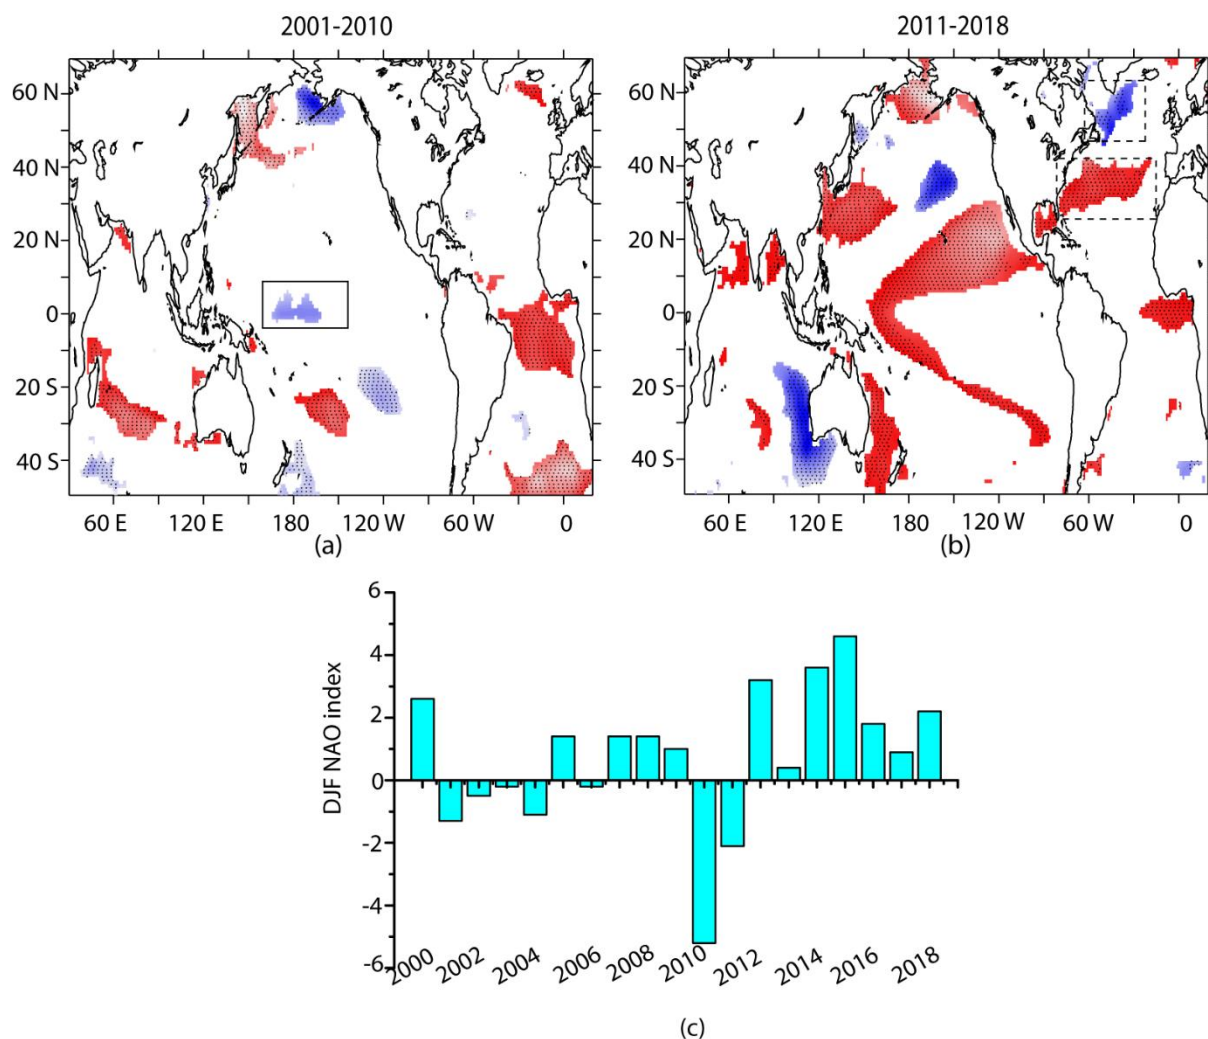 2001-2010
2011-2018
60 N
40 N
20 N
0
20 S
40 S
60 E 120 E 180 120 W 60 W 0
(a)
60 N
40 N
20 N
0
20 S
40 S
60 E 120 E 180 120 W 60 W 0
(b)
DJF NAO index
6
4
2
0
-2
-4
-6
2000 2002 2004 2006 2008 2010 2012 2014 2016 2018
(c)